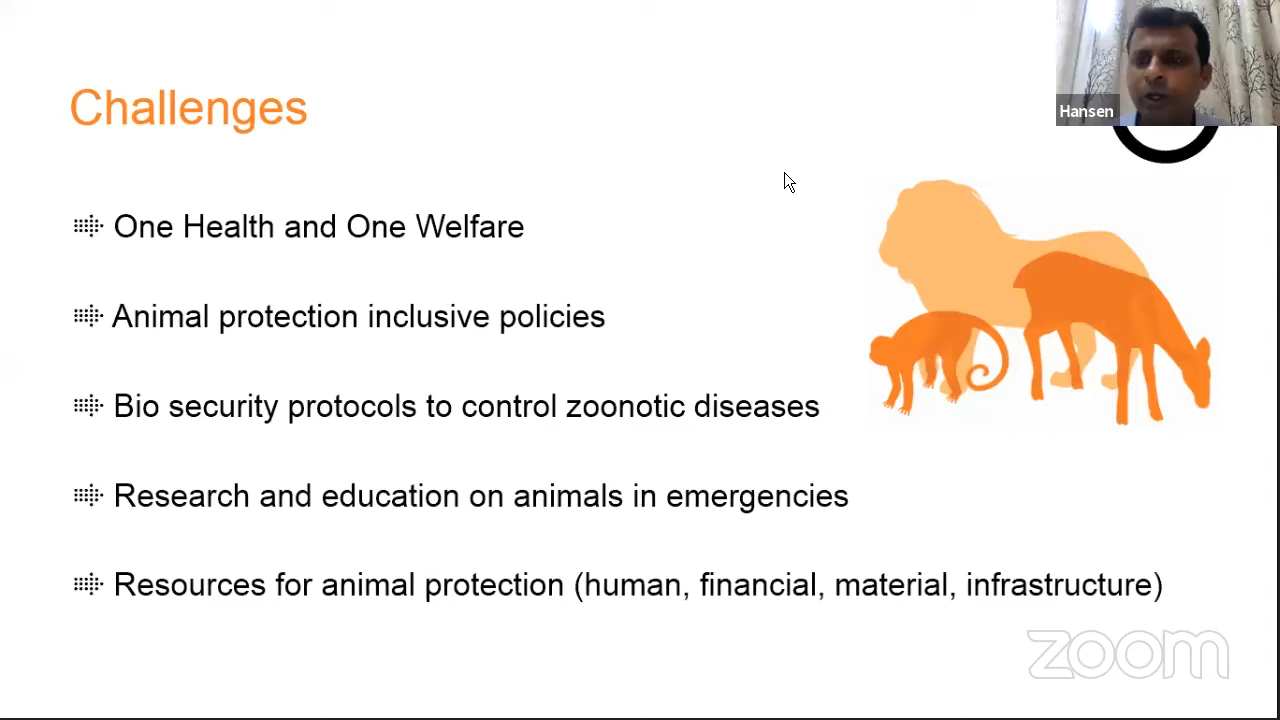 Hansen
Challenges
One Health and One Welfare
Animal protection inclusive policies
Bio security protocols to control zoonotic diseases
Research and education on animals in emergencies
Resources for animal protection (human, financial, material, infrastructure)
zoom